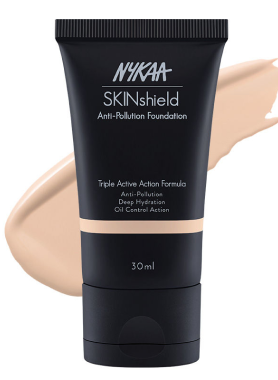 NYKAA
SKINshield
Anti-Pollution Foundation
Triple Active Action Formula
Anti-Pollution
Deep Hydration
Oil Control Action
30ml